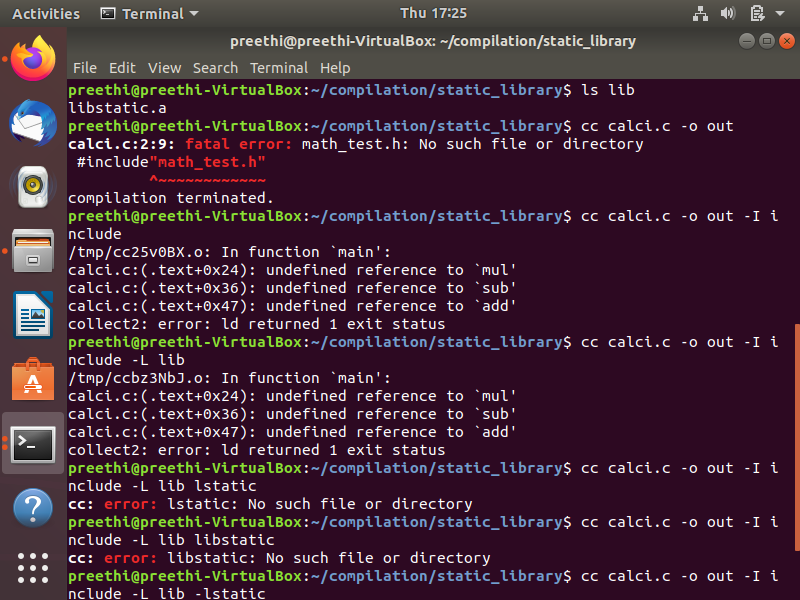 Activities Terminal Thu 17:25
preethi@preethi-VirtualBox: ~/compilation/static_library
File Edit View Search Terminal Help
preethi@preethi-VirtualBox:~/compilation/static_library$ ls lib
libstatic.a
preethi@preethi-VirtualBox:~/compilation/static_library$ cc calci.c -o out
calci.c:2:9: fatal error: math_test.h: No such file or directory
 #include"math_test.h"
         ^~~~~~~~~~~~~
compilation terminated.
preethi@preethi-VirtualBox:~/compilation/static_library$ cc calci.c -o out -I i
nclude
/tmp/cc25v0BX.o: In function `main':
calci.c:(.text+0x24): undefined reference to `mul'
calci.c:(.text+0x36): undefined reference to `sub'
calci.c:(.text+0x47): undefined reference to `add'
collect2: error: ld returned 1 exit status
preethi@preethi-VirtualBox:~/compilation/static_library$ cc calci.c -o out -I i
nclude -L lib
/tmp/ccbz3NbJ.o: In function `main':
calci.c:(.text+0x24): undefined reference to `mul'
calci.c:(.text+0x36): undefined reference to `sub'
calci.c:(.text+0x47): undefined reference to `add'
collect2: error: ld returned 1 exit status
preethi@preethi-VirtualBox:~/compilation/static_library$ cc calci.c -o out -I i
nclude -L lib lstatic
cc: error: lstatic: No such file or directory
preethi@preethi-VirtualBox:~/compilation/static_library$ cc calci.c -o out -I i
nclude -L lib libstatic
cc: error: libstatic: No such file or directory
preethi@preethi-VirtualBox:~/compilation/static_library$ cc calci.c -o out -I i
nclude -L lib -lstatic